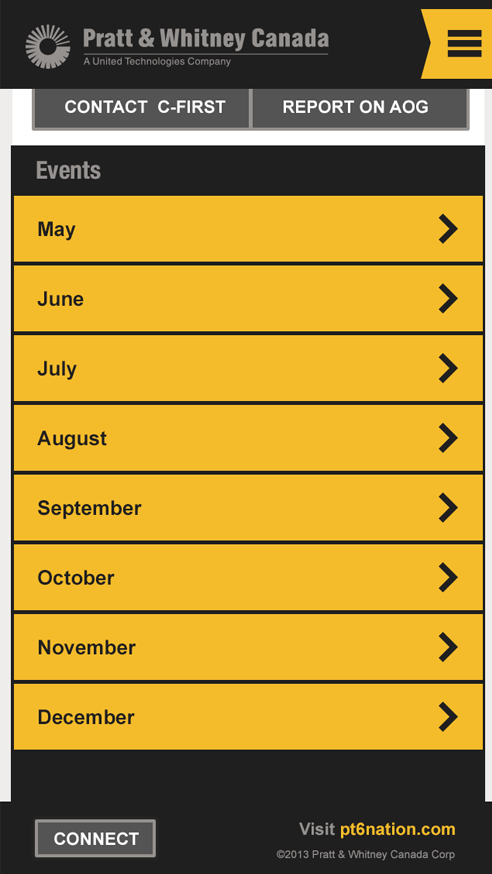 Pratt & Whitney Canada
A United Technologies Company
CONTACT C-FIRST
REPORT ON AOG
Events
May
June
July
August
September
October
November
December
CONNECT
Visit pt6nation.com
©2013 Pratt & Whitney Canada Corp